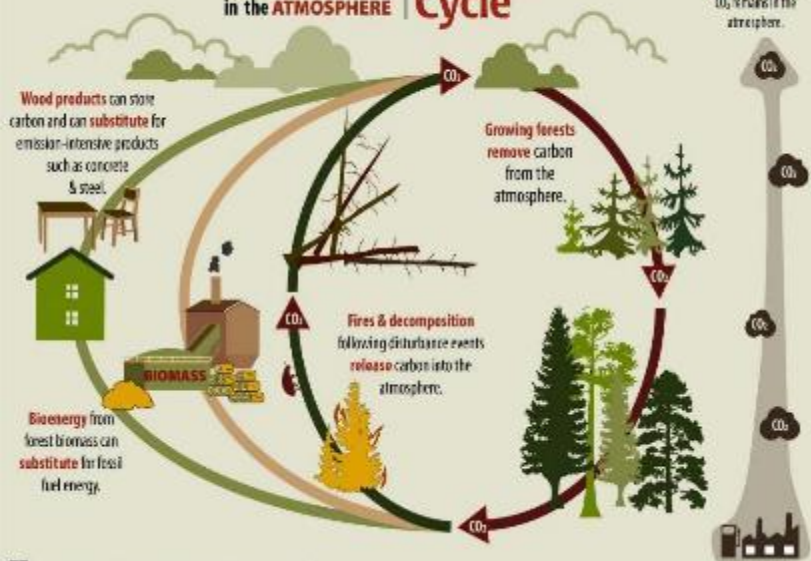 in the ATMOSPHERE | Cycle
CO₂ remains in the
atmosphere.
CO₂
CO₂
Wood products can store
carbon and can substitute for
emission-intensive products
such as concrete
& steel.
Growing forests
remove carbon
from the
atmosphere.
CO₂
CO₂
CO₂
Fires & decomposition
following disturbance events
release carbon into the
atmosphere.
CO₂
BIOMASS
Bioenergy from
forest biomass can
substitute for fossil
fuel energy.
CO₂
CO₂